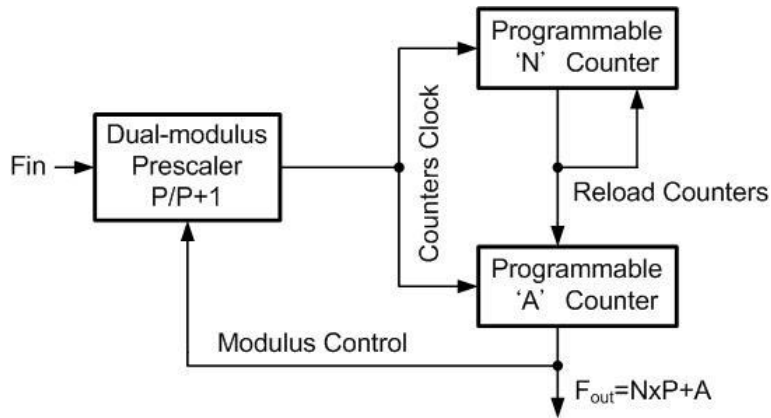 Programmable
‘N’ Counter
Dual-modulus
Prescaler
P/P+1
Fin
Counters Clock
Reload Counters
Programmable
‘A’ Counter
Modulus Control
Fout=NxP+A